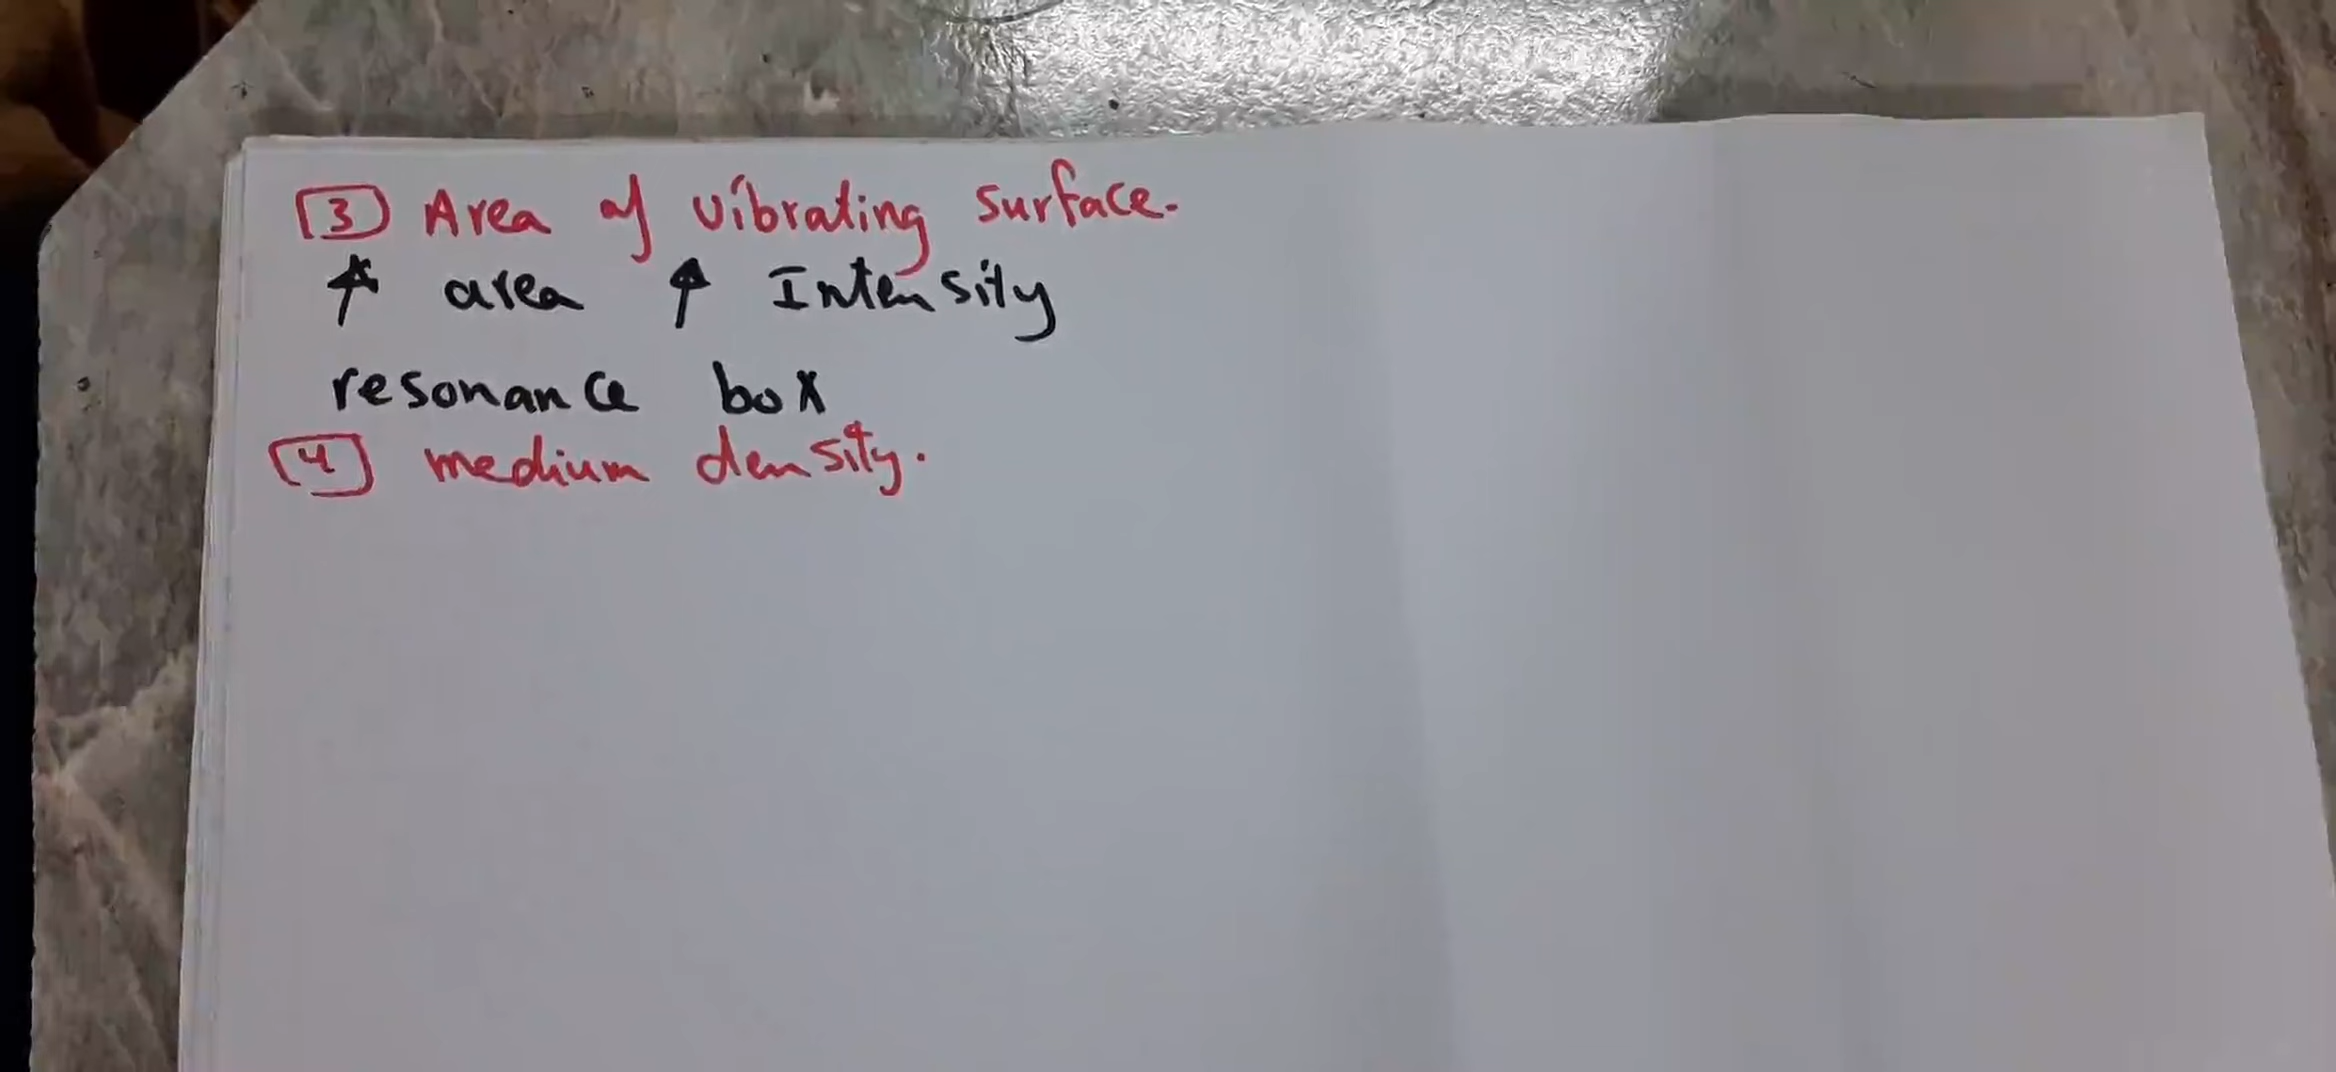 3 Area of vibrating surface.
↑ area ↑ Intensity
resonance box
4 medium density.